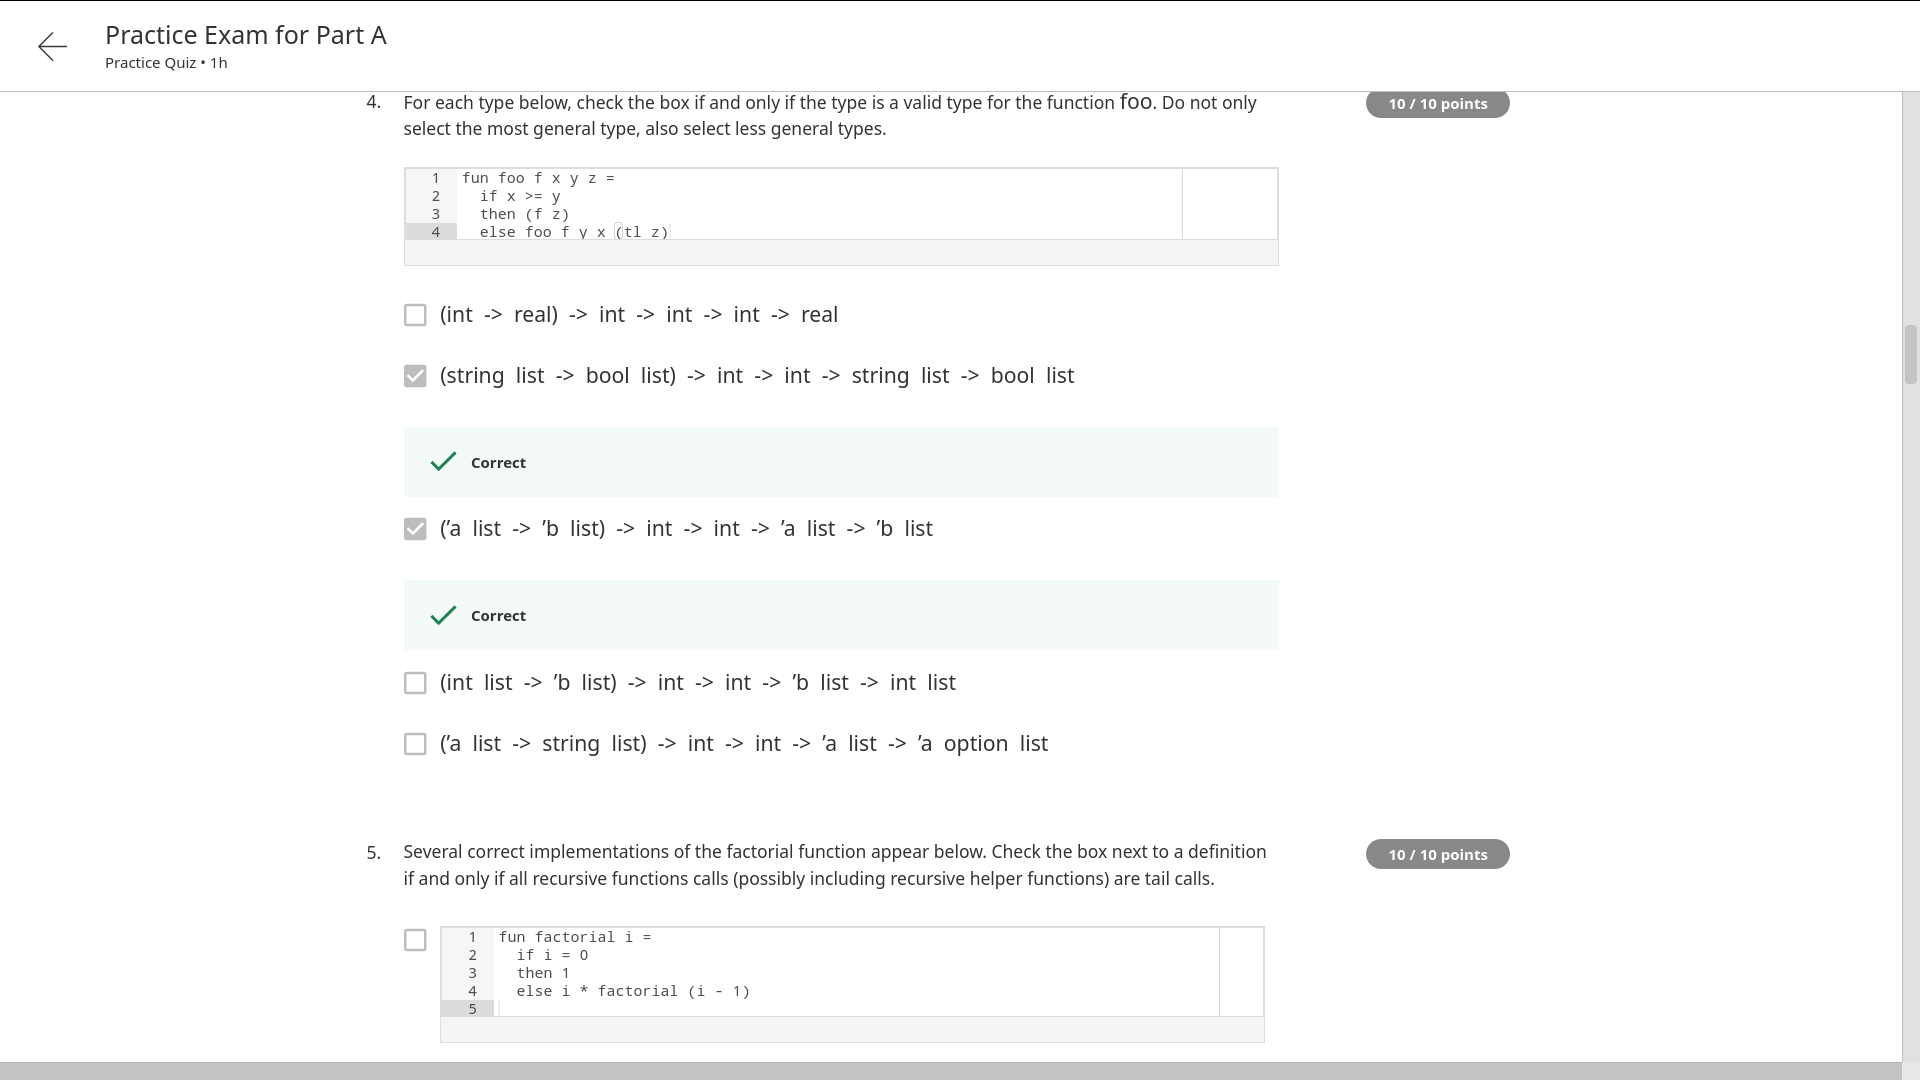 Practice Exam for Part A
Practice Quiz • 1h
4. For each type below, check the box if and only if the type is a valid type for the function foo. Do not only
select the most general type, also select less general types.
10 / 10 points
1 fun foo f x y z =
2   if x >= y
3   then (f z)
4   else foo f y x (tl z)
(int -> real) -> int -> int -> int -> real
(string list -> bool list) -> int -> int -> string list -> bool list
Correct
(’a list -> ’b list) -> int -> int -> ’a list -> ’b list
Correct
(int list -> ’b list) -> int -> int -> ’b list -> int list
(’a list -> string list) -> int -> int -> ’a list -> ’a option list
5. Several correct implementations of the factorial function appear below. Check the box next to a definition
if and only if all recursive functions calls (possibly including recursive helper functions) are tail calls.
10 / 10 points
1 fun factorial i =
2   if i = 0
3   then 1
4   else i * factorial (i - 1)
5